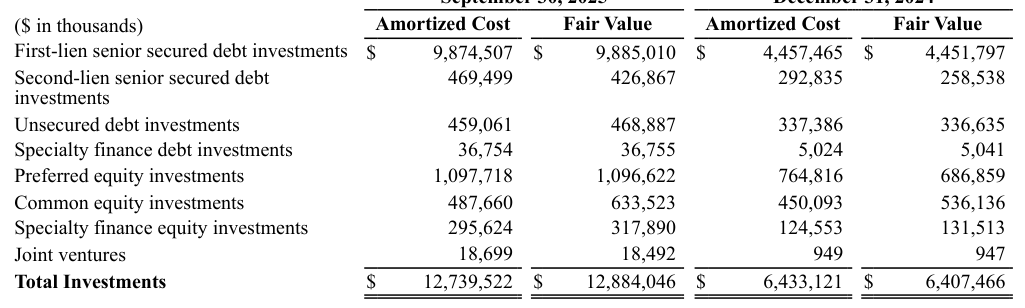 September 30, 2025 December 31, 2024
($ in thousands) Amortized Cost Fair Value Amortized Cost Fair Value
First-lien senior secured debt investments $ 9,874,507 $ 9,885,010 $ 4,457,465 $ 4,451,797
Second-lien senior secured debt 469,499 426,867 292,835 258,538
investments
Unsecured debt investments 459,061 468,887 337,386 336,635
Specialty finance debt investments 36,754 36,755 5,024 5,041
Preferred equity investments 1,097,718 1,096,622 764,816 686,859
Common equity investments 487,660 633,523 450,093 536,136
Specialty finance equity investments 295,624 317,890 124,553 131,513
Joint ventures 18,699 18,492 949 947
Total Investments $ 12,739,522 $ 12,884,046 $ 6,433,121 $ 6,407,466